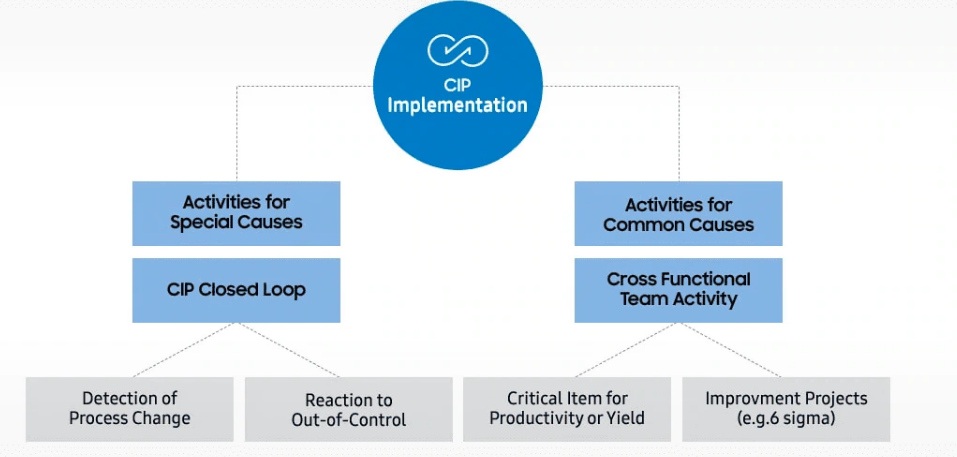 CIP
Implementation
Activities for
Special Causes
Activities for
Common Causes
CIP Closed Loop
Cross Functional
Team Activity
Detection of
Process Change
Reaction to
Out-of-Control
Critical Item for
Productivity or Yield
Improvment Projects
(e.g.6 sigma)